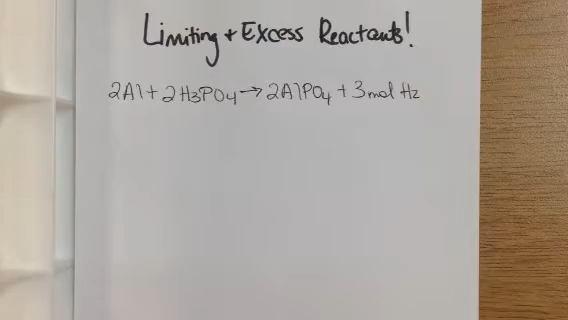 Limiting + Excess Reactants!
2Al + 2H3PO4 → 2AlPO4 + 3mol H2